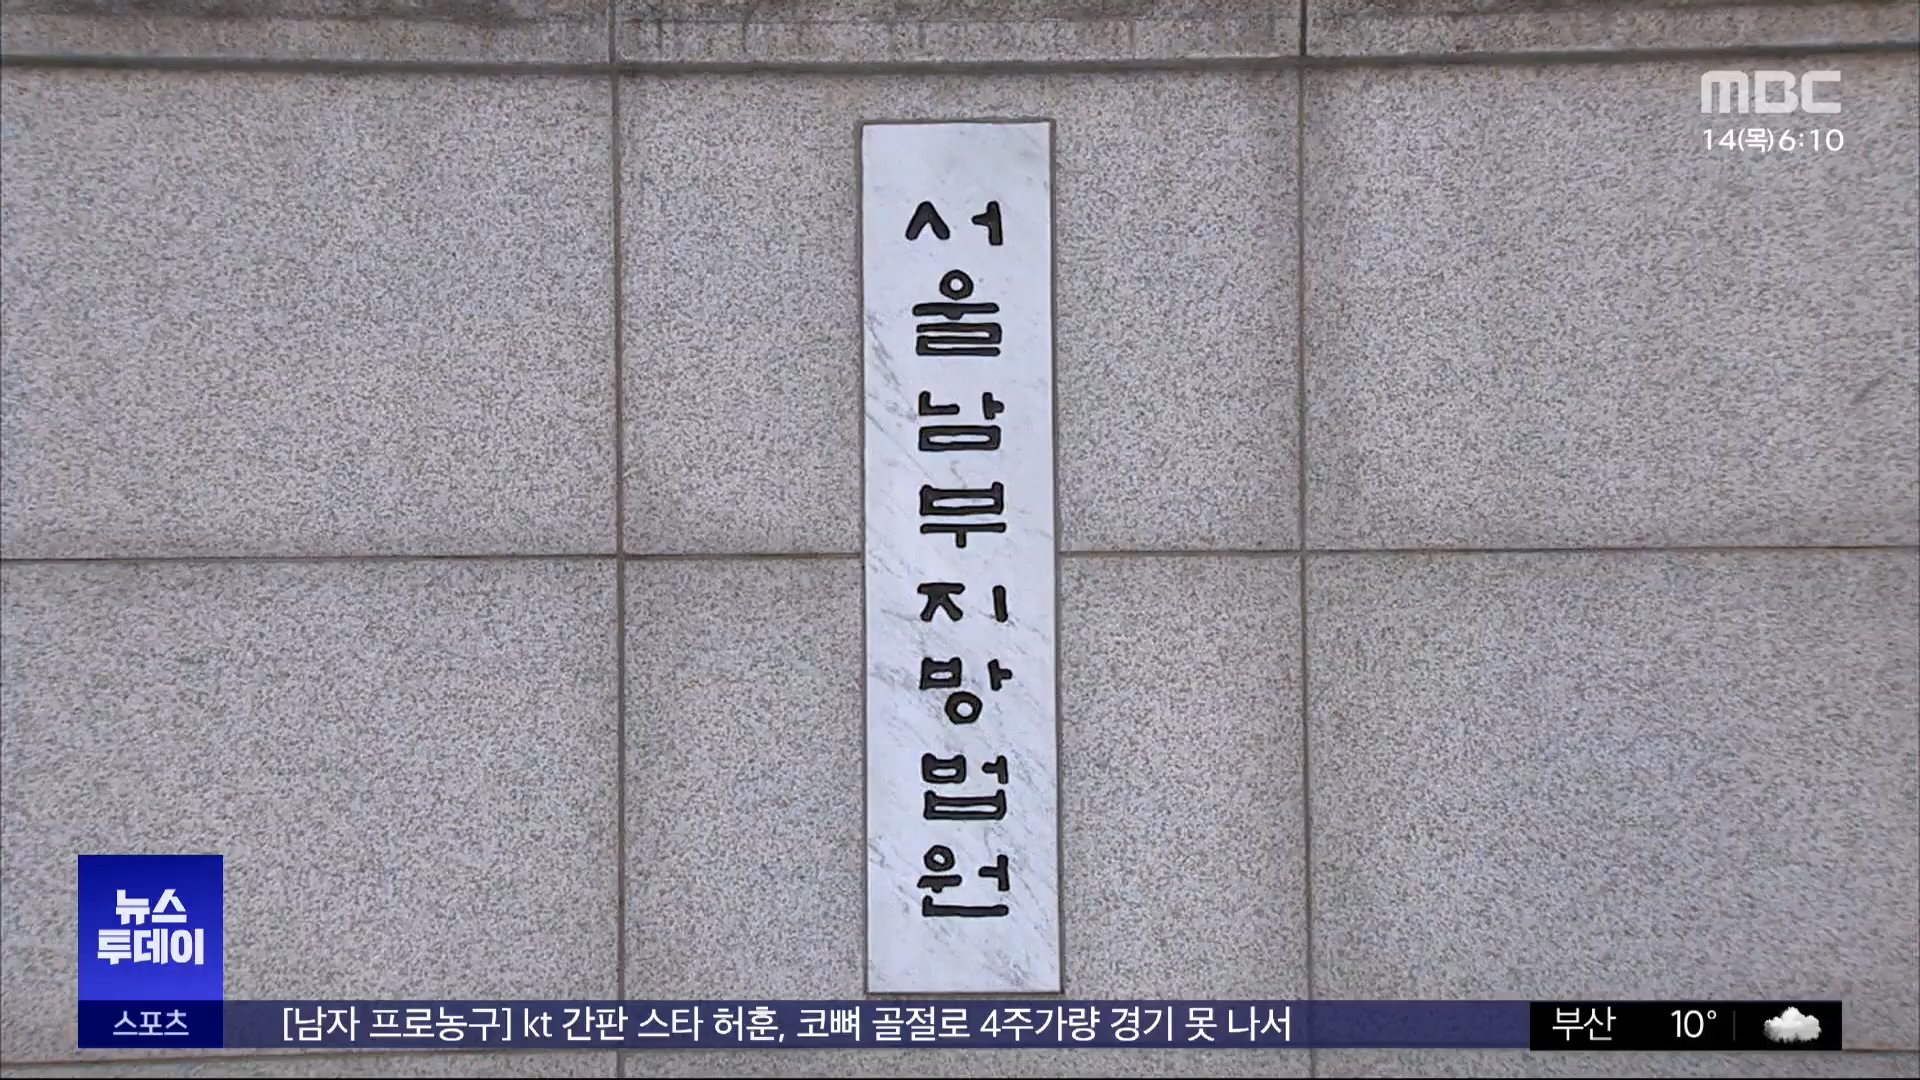 MBC
14(목)6:10
서울남부지방법원
뉴스
투데이
스포츠
[남자 프로농구] kt 간판 스타 허훈, 코뼈 골절로 4주가량 경기 못 나서
부산 10°